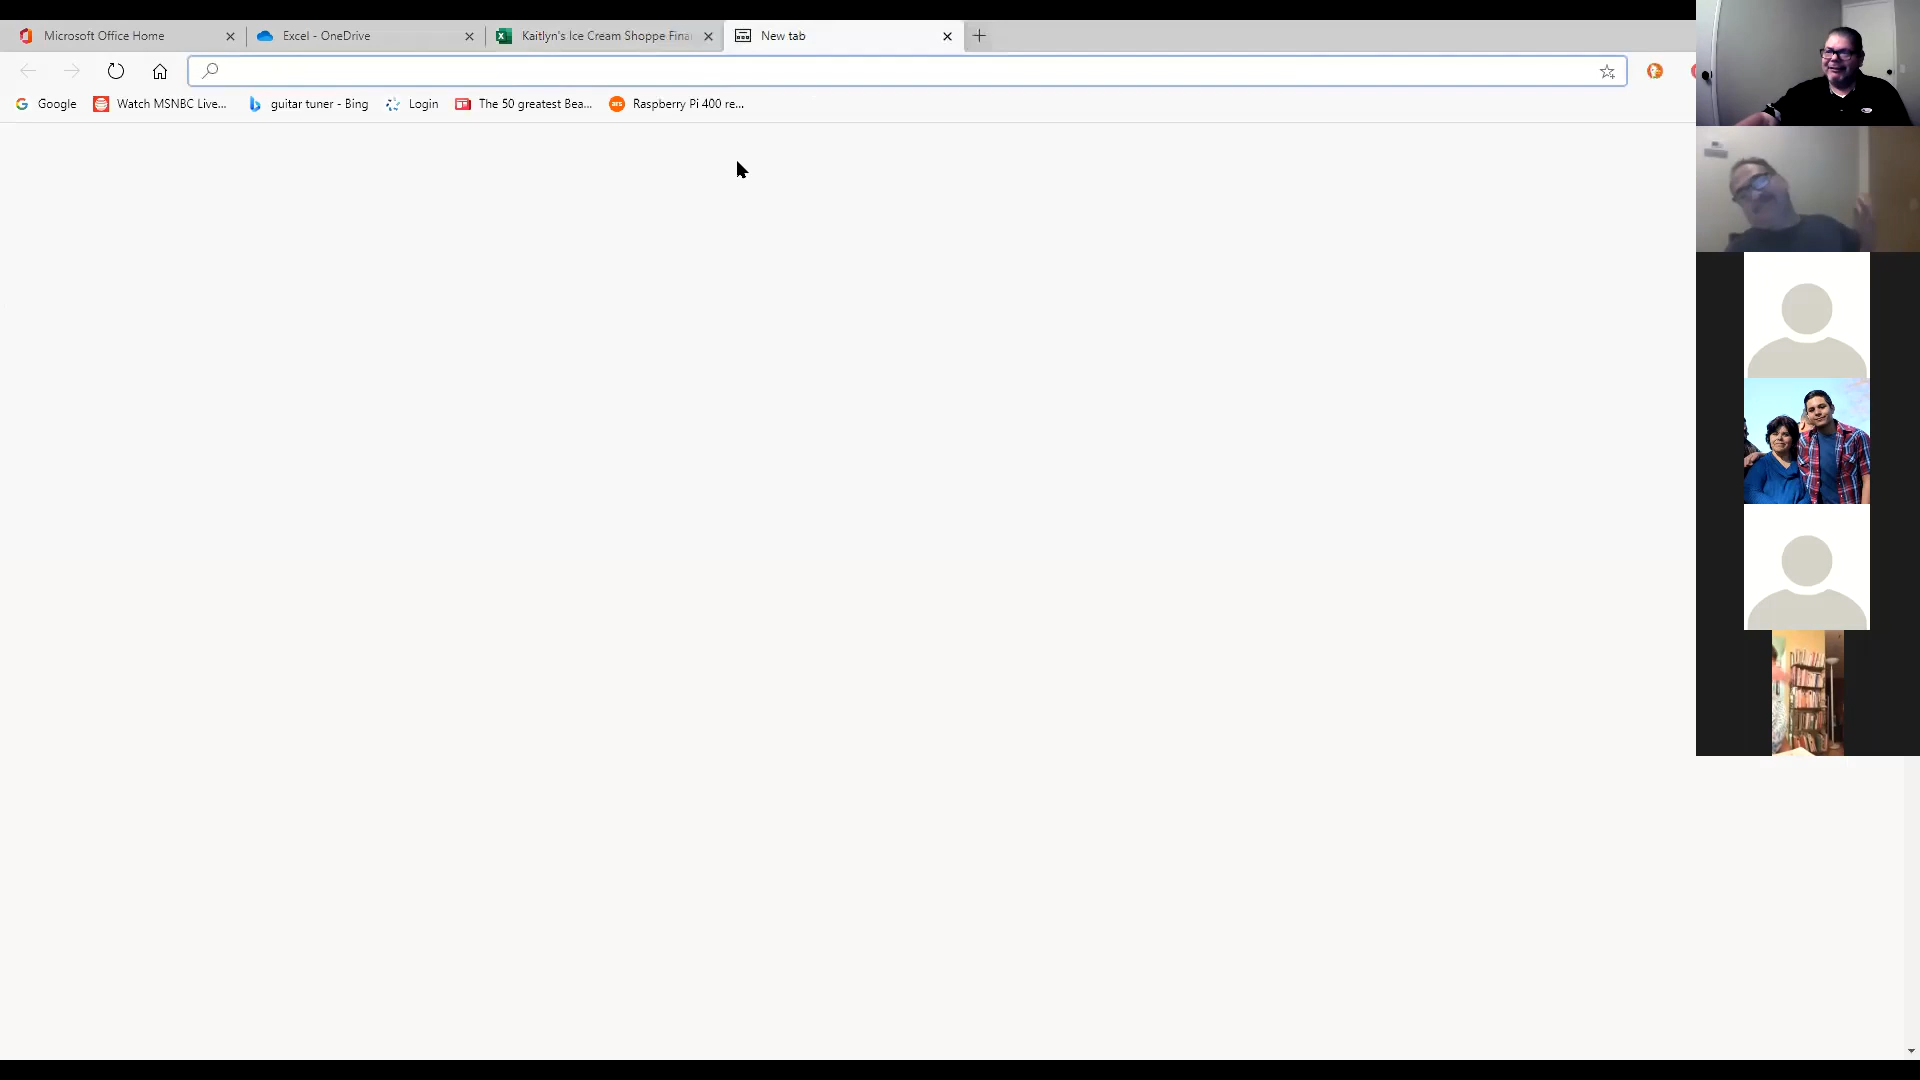 Microsoft Office Home
Excel - OneDrive
Kaitlyn's Ice Cream Shoppe Fina
New tab
Google
Watch MSNBC Live...
guitar tuner - Bing
Login
The 50 greatest Bea...
ars
Raspberry Pi 400 re...